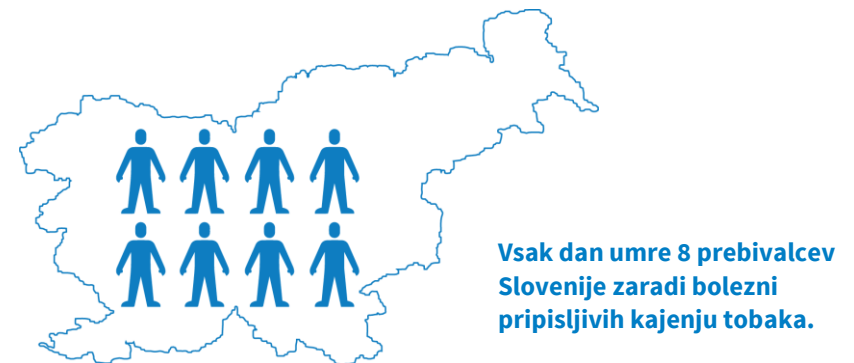 Vsak dan umre 8 prebivalcev
Slovenije zaradi bolezni
pripisljivih kajenju tobaka.